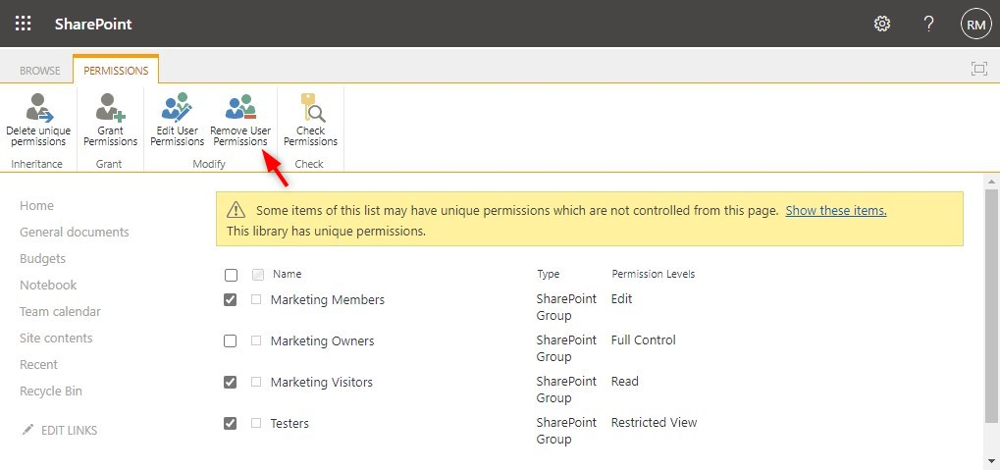 SharePoint
?
RM
BROWSE
PERMISSIONS
Delete unique
permissions
Inheritance
Grant
Permissions
Grant
Edit User
Permissions
Remove User
Permissions
Modify
Check
Permissions
Check
Home
General documents
Budgets
Notebook
Team calendar
Site contents
Recent
Recycle Bin
EDIT LINKS
Some items of this list may have unique permissions which are not controlled from this page. Show these items.
This library has unique permissions.
Name Type Permission Levels
Marketing Members SharePoint Edit
Group
Marketing Owners SharePoint Full Control
Group
Marketing Visitors SharePoint Read
Group
Testers SharePoint Restricted View
Group